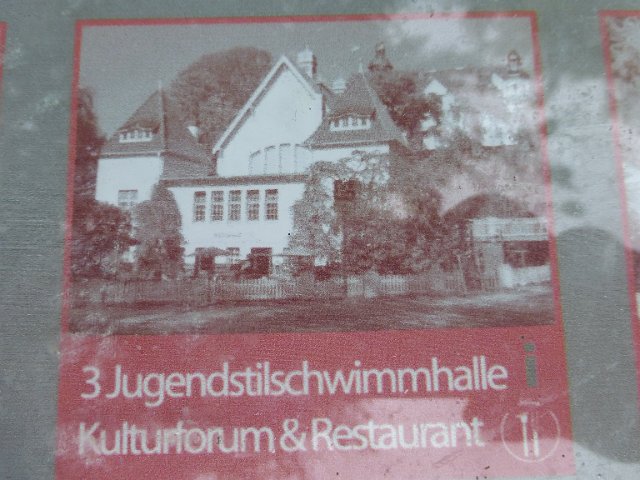 3 Jugendstilschwimmhalle
Kulturforum & Restaurant